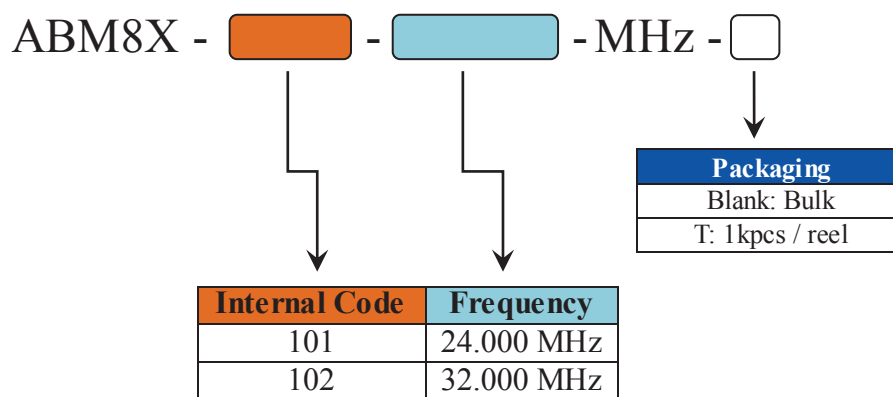 ABM8X - - - MHz -
Packaging
Blank: Bulk
T: 1kpcs / reel
Internal Code Frequency
101 24.000 MHz
102 32.000 MHz